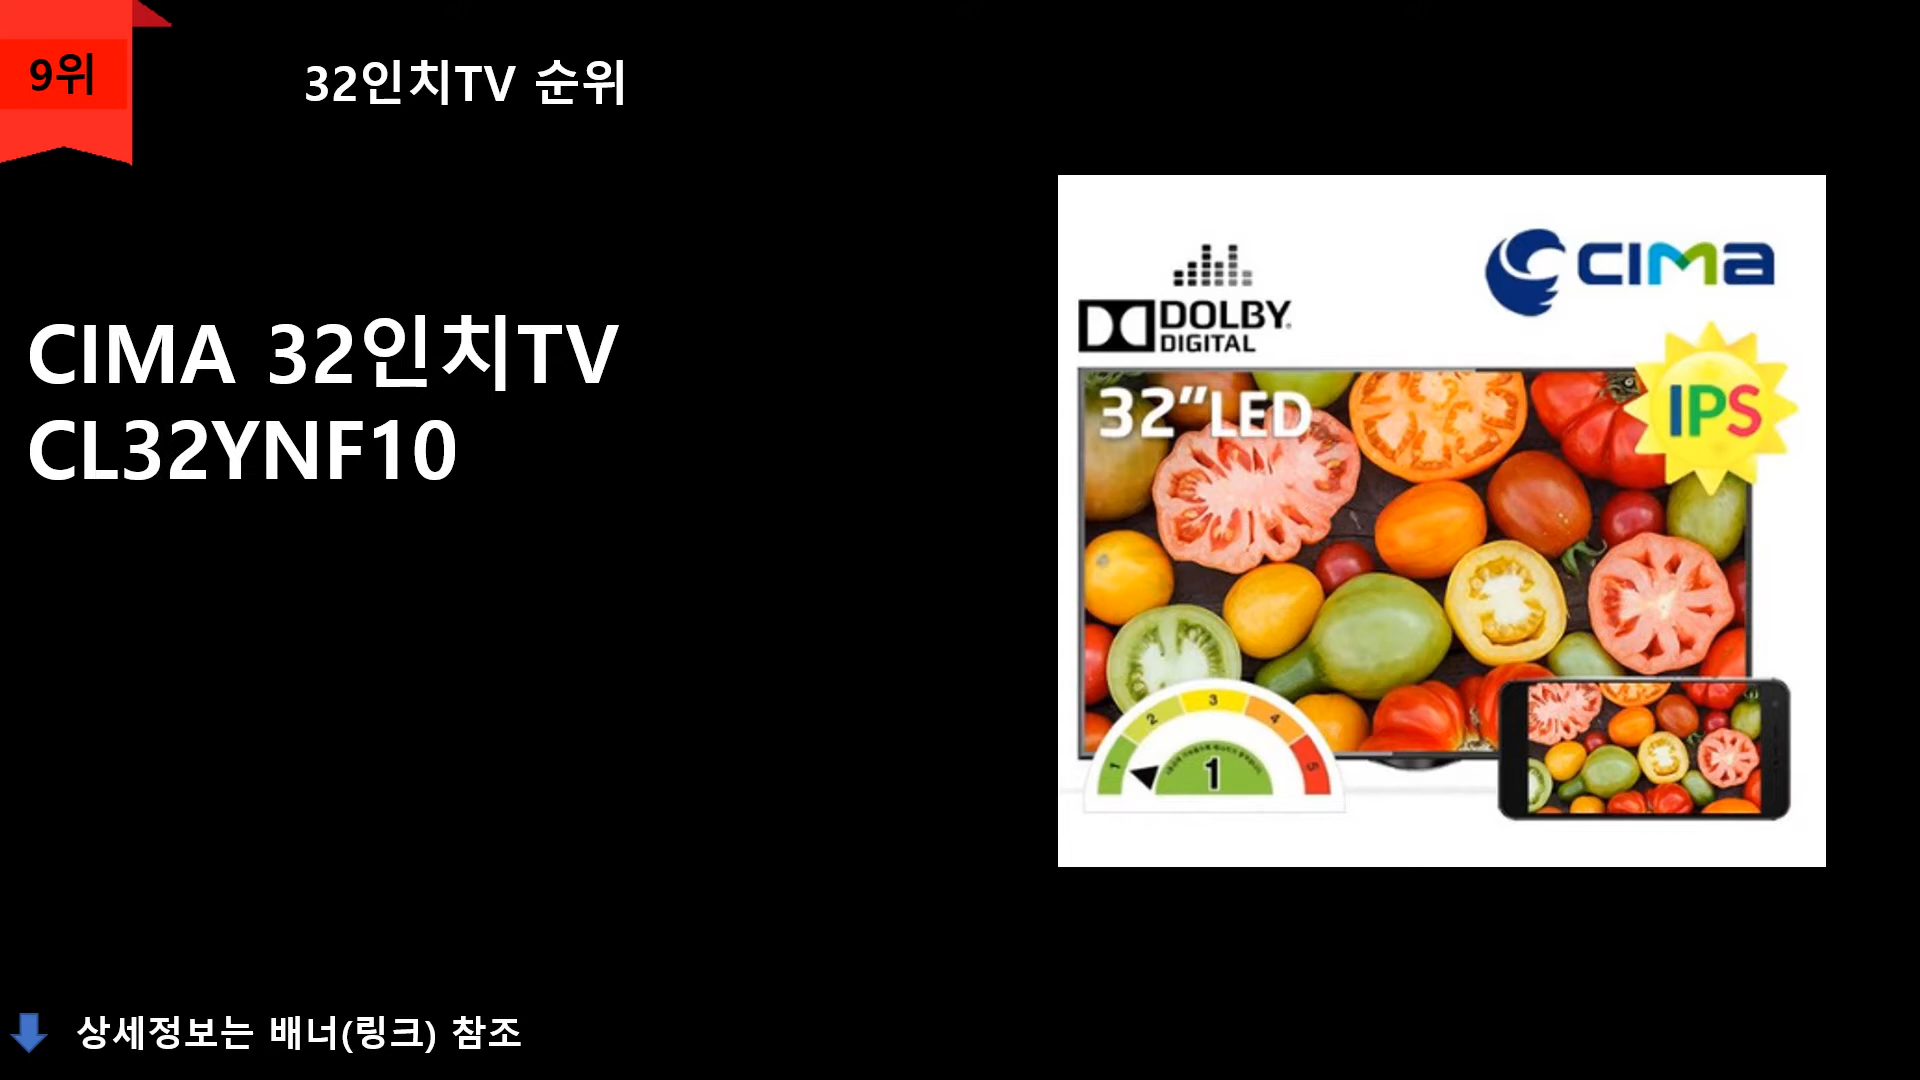 9위
32인치TV 순위
CIMA 32인치TV
CL32YNF10
CIMA
DOLBY
DIGITAL
32"LED
IPS
1
2
3
4
5
1
상세정보는 배너(링크) 참조